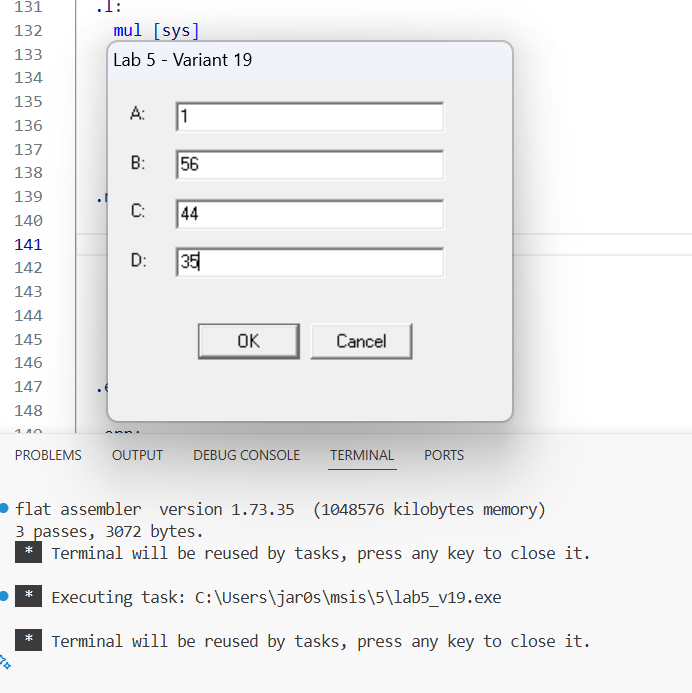 131 .l:
132 mul [sys]
133
Lab 5 - Variant 19
134
135
A: 1
136
137
B: 56
138
139
C: 44
140
141
D: 35
142
143
144
OK Cancel
145
146
147
148
PROBLEMS OUTPUT DEBUG CONSOLE TERMINAL PORTS
flat assembler version 1.73.35 (1048576 kilobytes memory)
3 passes, 3072 bytes.
* Terminal will be reused by tasks, press any key to close it.
* Executing task: C:\Users\jar0s\msis\5\lab5_v19.exe
* Terminal will be reused by tasks, press any key to close it.